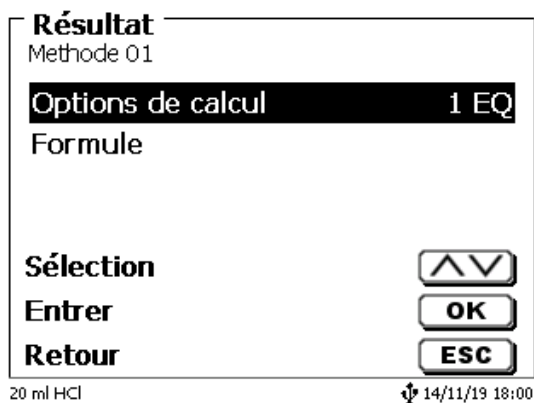 Résultat
Methode 01
Options de calcul 1 EQ
Formule
Sélection
Entrer OK
Retour ESC
20 ml HCl 14/11/19 18:00